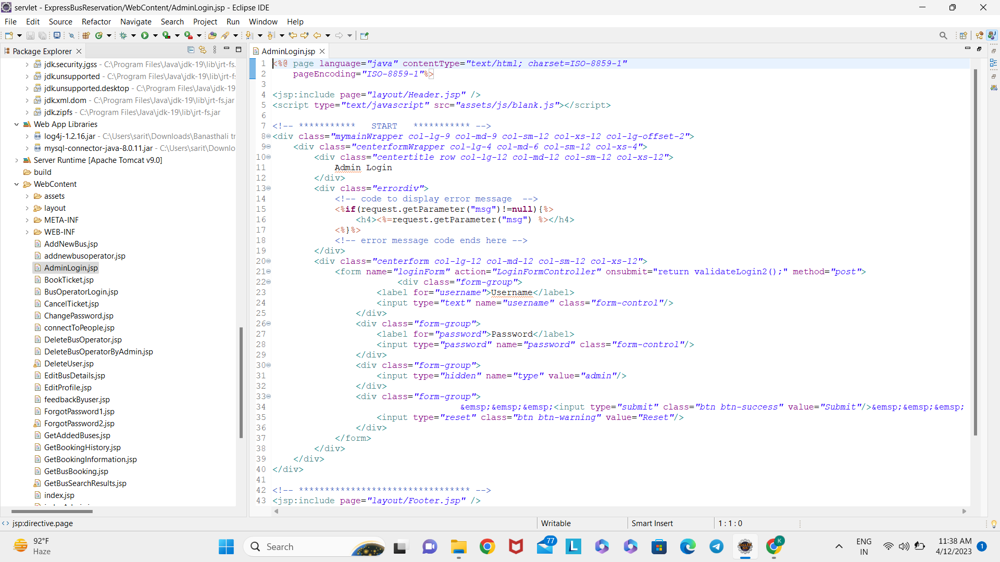 servlet - ExpressBusReservation/WebContent/AdminLogin.jsp - Eclipse IDE
File Edit Source Refactor Navigate Search Project Run Window Help
Package Explorer
jdk.security.jgss - C:\Program Files\Java\jdk-19\lib\jrt-fs.
jdk.unsupported - C:\Program Files\Java\jdk-19\lib\jrt-f
jdk.unsupported.desktop - C:\Program Files\Java\jdk-19
jdk.xml.dom - C:\Program Files\Java\jdk-19\lib\jrt-fs.jar
jdk.zipfs - C:\Program Files\Java\jdk-19\lib\jrt-fs.jar
Web App Libraries
log4j-1.2.16.jar - C:\Users\sarit\Downloads\Banasthali tr
mysql-connector-java-8.0.11.jar - C:\Users\sarit\Downlo
Server Runtime [Apache Tomcat v9.0]
build
WebContent
assets
layout
META-INF
WEB-INF
AddNewBus.jsp
addnewbusoperator.jsp
AdminLogin.jsp
BookTicket.jsp
BusOperatorLogin.jsp
CancelTicket.jsp
ChangePassword.jsp
connectToPeople.jsp
DeleteBusOperator.jsp
DeleteBusOperatorByAdmin.jsp
DeleteUser.jsp
EditBusDetails.jsp
EditProfile.jsp
feedbackByuser.jsp
ForgotPassword1.jsp
ForgotPassword2.jsp
GetAddedBuses.jsp
GetBookingHistory.jsp
GetBookingInformation.jsp
GetBusBooking.jsp
GetBusSearchResults.jsp
index.jsp
AdminLogin.jsp
1 <%@ page language="java" contentType="text/html; charset=ISO-8859-1"
2 pageEncoding="ISO-8859-1"%>
3
4 <jsp:include page="layout/Header.jsp" />
5 <script type="text/javascript" src="assets/js/blank.js"></script>
6
7 <!-- *********** START *********** -->
8 <div class="mymainWrapper col-lg-9 col-md-9 col-sm-12 col-xs-12 col-lg-offset-2">
9 <div class="centerformWrapper col-lg-4 col-md-6 col-sm-12 col-xs-4">
10 <div class="centertitle row col-lg-12 col-md-12 col-sm-12 col-xs-12">
11 Admin Login
12 </div>
13 <div class="errordiv">
14 <!-- code to display error message -->
15 <%if(request.getParameter("msg")!=null){%>
16 <h4><%=request.getParameter("msg") %></h4>
17 <%}%>
18 <!-- error message code ends here -->
19 </div>
20 <div class="centerform col-lg-12 col-md-12 col-sm-12 col-xs-12">
21 <form name="loginForm" action="LoginFormController" onsubmit="return validateLogin2();" method="post">
22 <div class="form-group">
23 <label for="username">Username</label>
24 <input type="text" name="username" class="form-control"/>
25 </div>
26 <div class="form-group">
27 <label for="password">Password</label>
28 <input type="password" name="password" class="form-control"/>
29 </div>
30 <div class="form-group">
31 <input type="hidden" name="type" value="admin"/>
32 </div>
33 <div class="form-group">
34 &emsp;&emsp;&emsp;<input type="submit" class="btn btn-success" value="Submit"/>&emsp;&emsp;&emsp;
35 <input type="reset" class="btn btn-warning" value="Reset"/>
36 </div>
37 </form>
38 </div>
39 </div>
40 </div>
41
42 <!-- ********************************* -->
43 <jsp:include page="layout/Footer.jsp" />
jsp:directive.page
Writable
Smart Insert
1 : 1 : 0
92°F
Haze
Search
77
L
K
ENG
IN
11:38 AM
4/12/2023
1